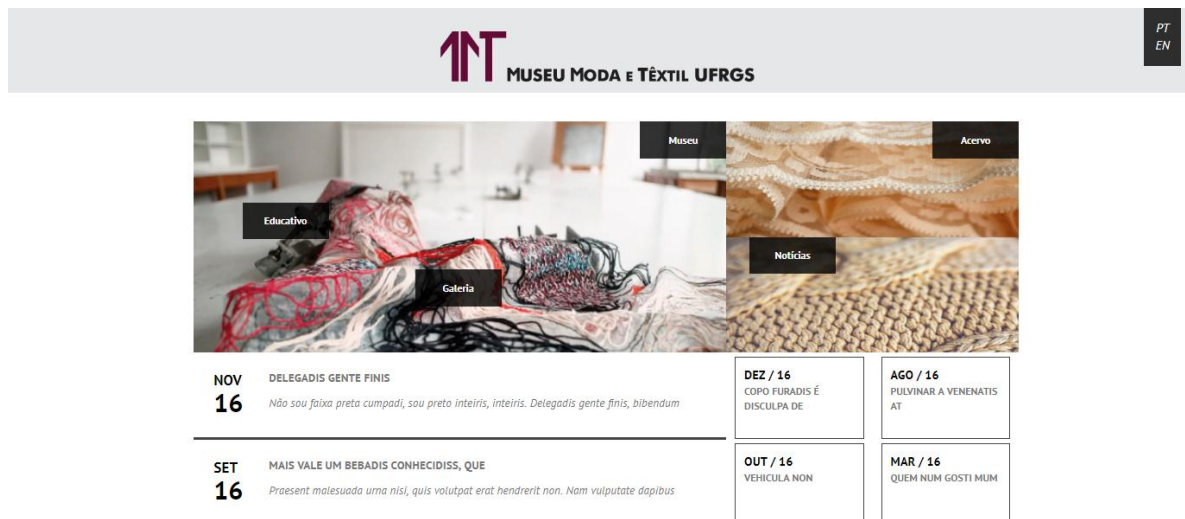 PT
EN
MUSEU MODA E TÊXTIL UFRGS
Museu
Acervo
Educativo
Notícias
Galeria
NOV
16
DELEGADIS GENTE FINIS
Não sou faixa preta cumpadi, sou preto inteiris, inteiris. Delegadis gente finis, bibendum
DEZ / 16
COPO FURADIS É
DISCULPA DE
AGO / 16
PULVINAR A VENENATIS
AT
SET
16
MAIS VALE UM BEBADIS CONHECIDISS, QUE
Praesent malesuada urna nisi, quis volutpat erat hendrerit non. Nam vulputate dapibus
OUT / 16
VEHICULA NON
MAR / 16
QUEM NUM GOSTI MUM